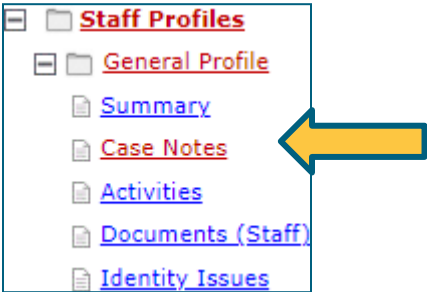 Staff Profiles
General Profile
Summary
Case Notes
Activities
Documents (Staff)
Identity Issues